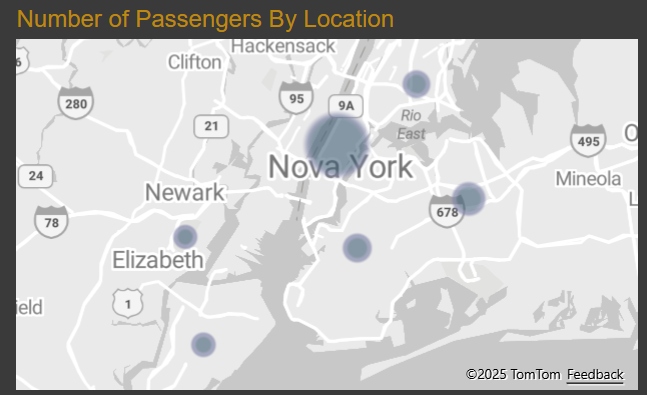 Number of Passengers By Location
Hackensack
Clifton
6
280
95
9A
Rio
East
21
495
O
24
Nova York
Mineola
Newark
L
78
678
Elizabeth
1
ield
©2025 TomTom Feedback